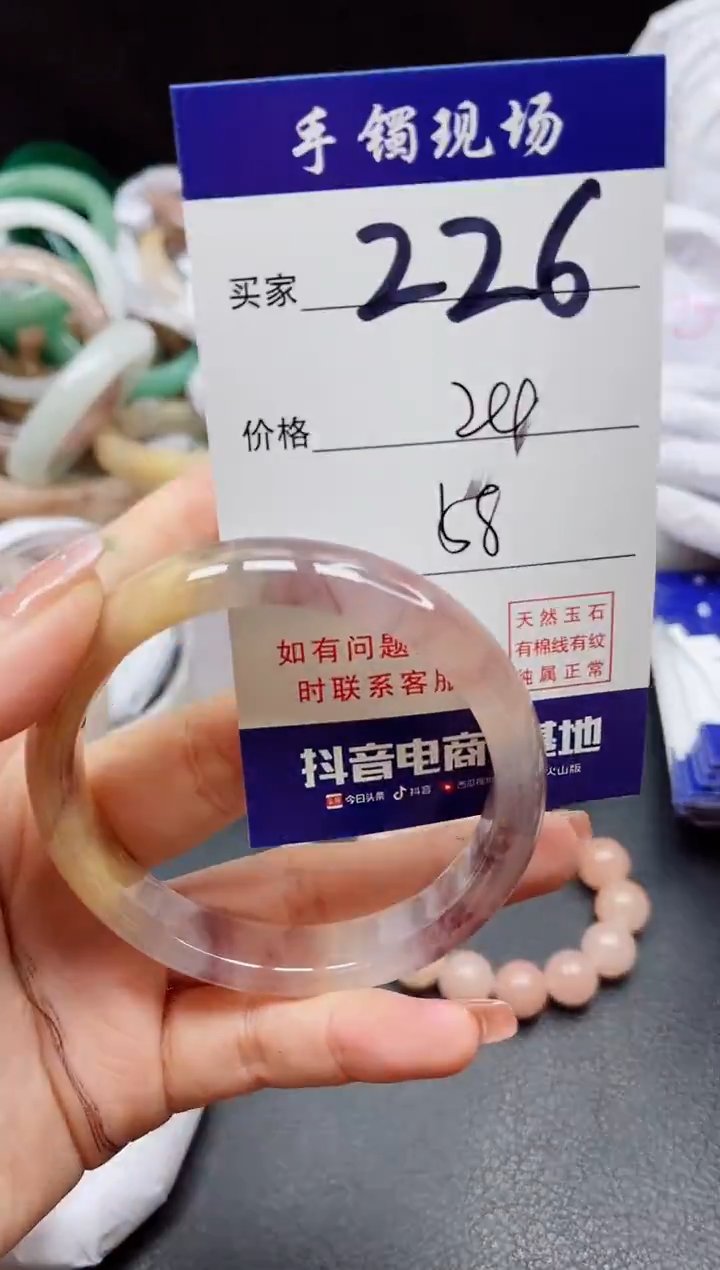 手镯现场
买家 226
价格
58
天然玉石
如有问题
有棉线有纹
时联系客服
纯属正常
抖音电商 基地
今日头条 抖音 火山版